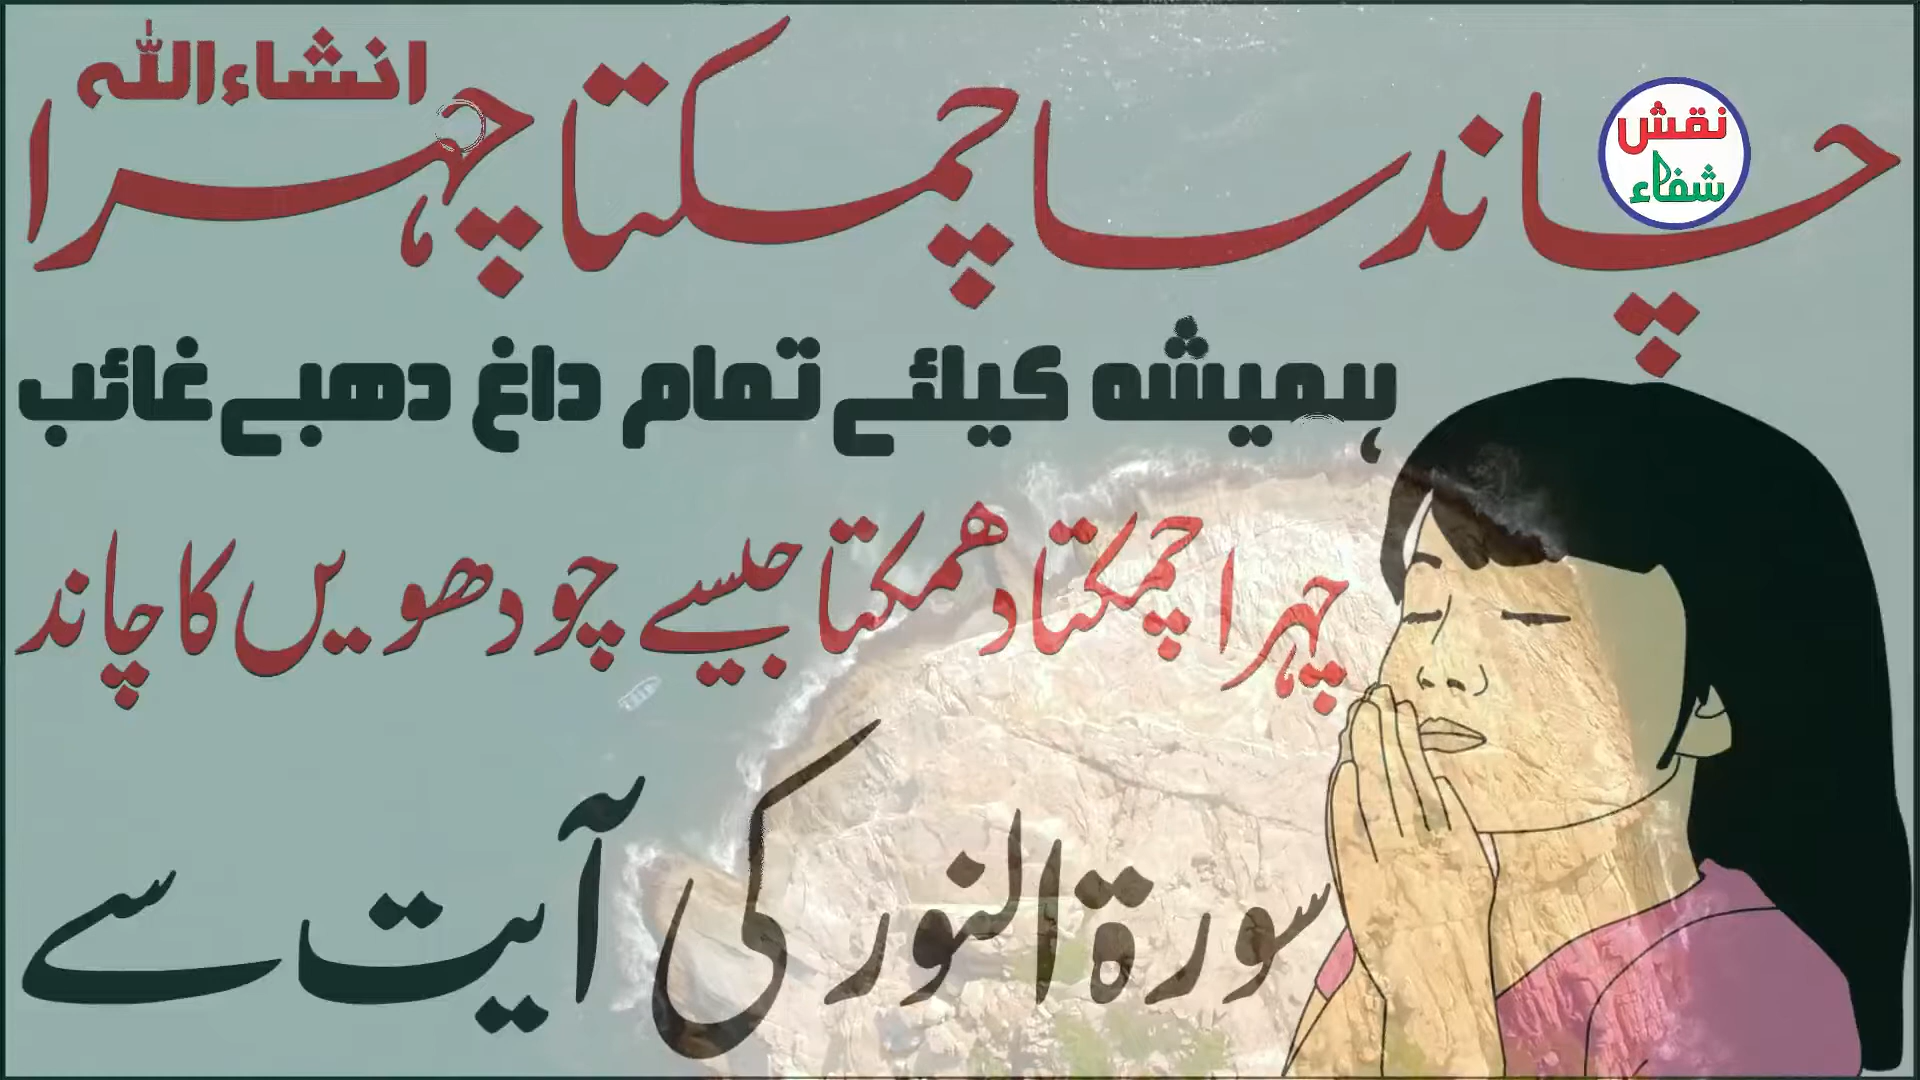 انشاءاللہ
چاند سا چمکتا چہرا
نقش
شفاء
ہمیشہ کیلئے تمام داغ دھبے غائب
چہرا چمکتا دھمکتا جیسے چودھویں کا چاند
سورۃ النور کی آیت سے